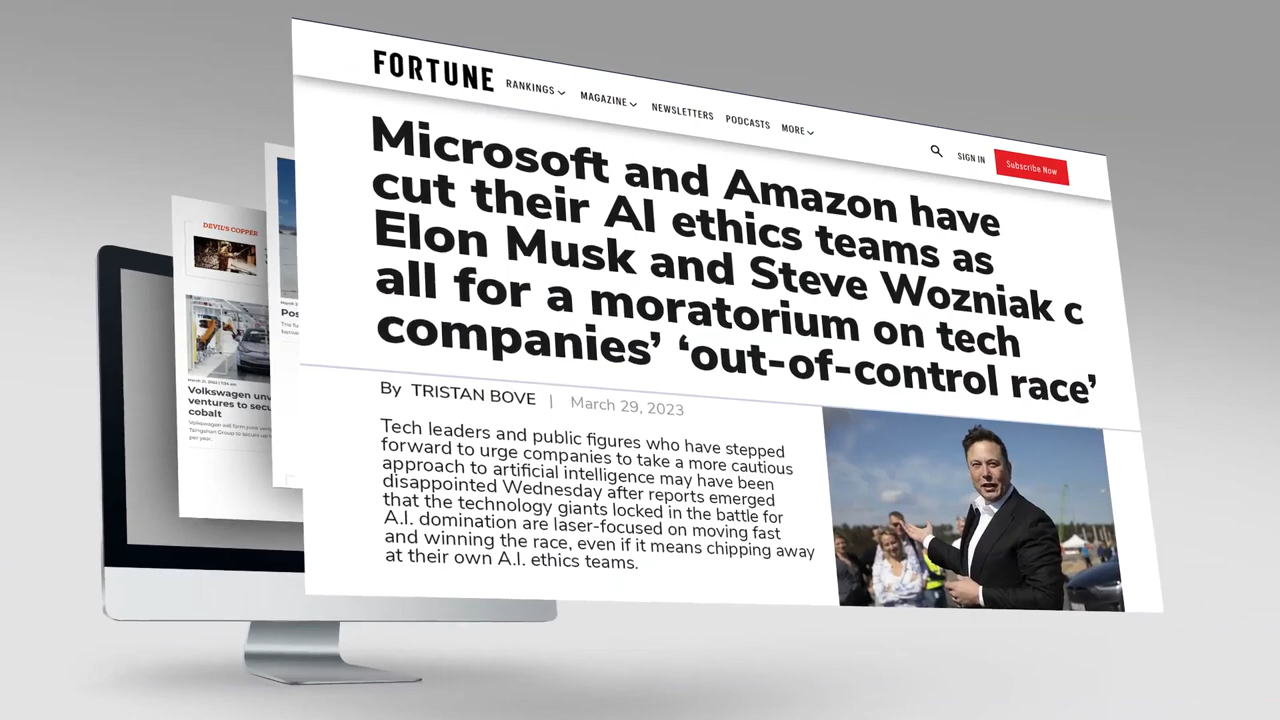 FORTUNE
RANKINGS
MAGAZINE
NEWSLETTERS
PODCASTS
MORE
SIGN IN
Subscribe Now
Microsoft and Amazon have
cut their AI ethics teams as
Elon Musk and Steve Wozniak c
all for a moratorium on tech
companies’ ‘out-of-control race’
By TRISTAN BOVE | March 29, 2023
Tech leaders and public figures who have stepped
forward to urge companies to take a more cautious
approach to artificial intelligence may have been
disappointed Wednesday after reports emerged
that the technology giants locked in the battle for
A.I. domination are laser-focused on moving fast
and winning the race, even if it means chipping away
at their own A.I. ethics teams.
DEVIL'S COPPER
Volkswagen unv
ventures to secu
cobalt
Volkswagen will form joint
Tsingshan Group to secure up
per year.
Pos